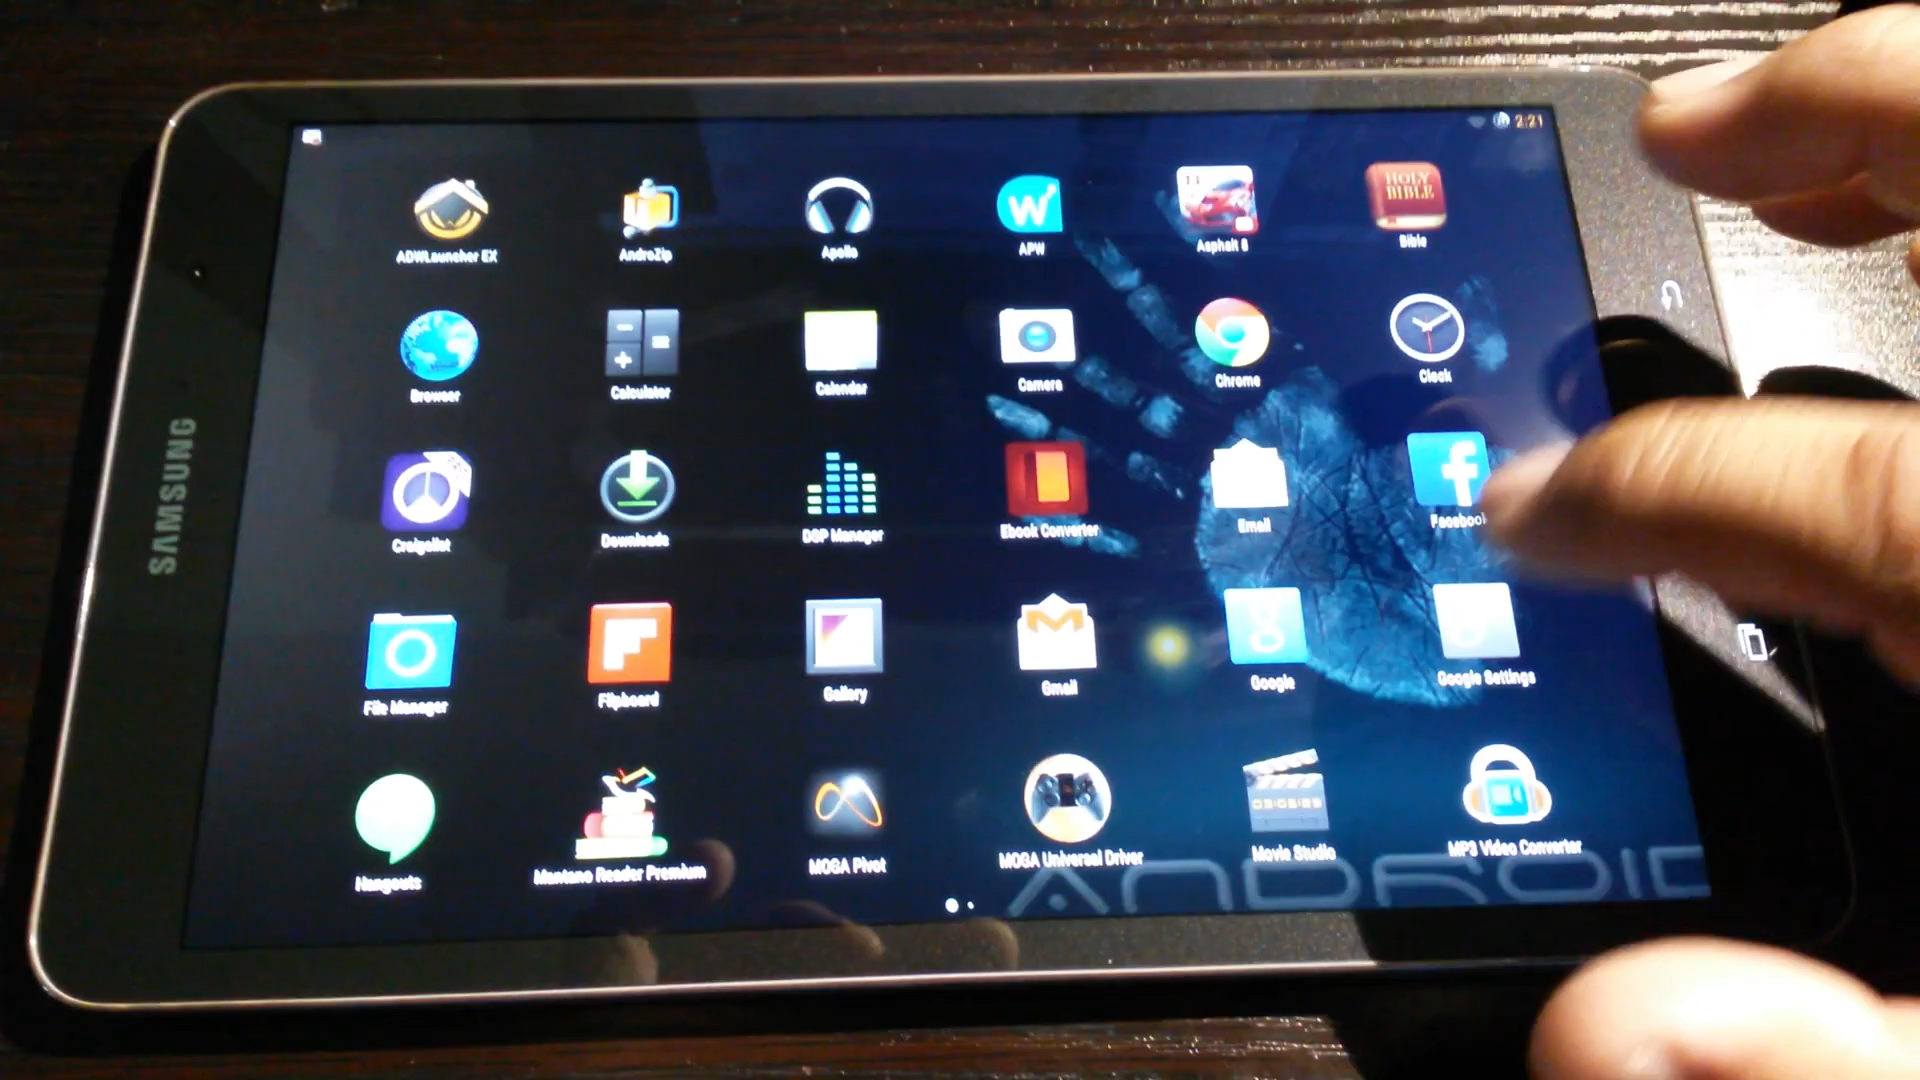 2:21
HOLY
BIBLE
ADWLauncher EX
AndroZip
Apollo
APW
Asphalt 8
Bible
Browser
Calculator
Calendar
Camera
Chrome
Clock
SAMSUNG
Craigslist
Downloads
DSP Manager
Ebook Converter
Email
Facebook
File Manager
Flipboard
Gallery
Gmail
Google
Google Settings
Hangouts
Mantano Reader Premium
MOGA Pivot
MOGA Universal Driver
Movie Studio
MP3 Video Converter
ANDROID